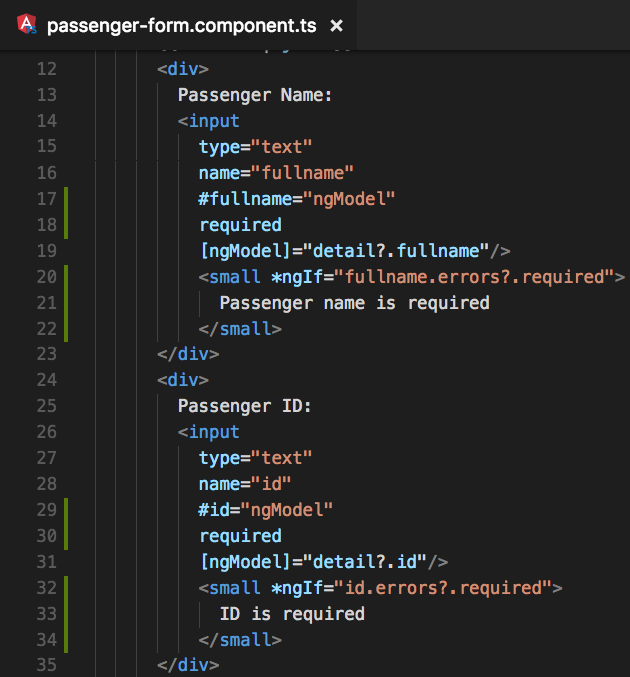 passenger-form.component.ts ×
12 <div>
13 Passenger Name:
14 <input
15 type="text"
16 name="fullname"
17 #fullname="ngModel"
18 required
19 [ngModel]="detail?.fullname"/>
20 <small *ngIf="fullname.errors?.required">
21 Passenger name is required
22 </small>
23 </div>
24 <div>
25 Passenger ID:
26 <input
27 type="text"
28 name="id"
29 #id="ngModel"
30 required
31 [ngModel]="detail?.id"/>
32 <small *ngIf="id.errors?.required">
33 ID is required
34 </small>
35 </div>